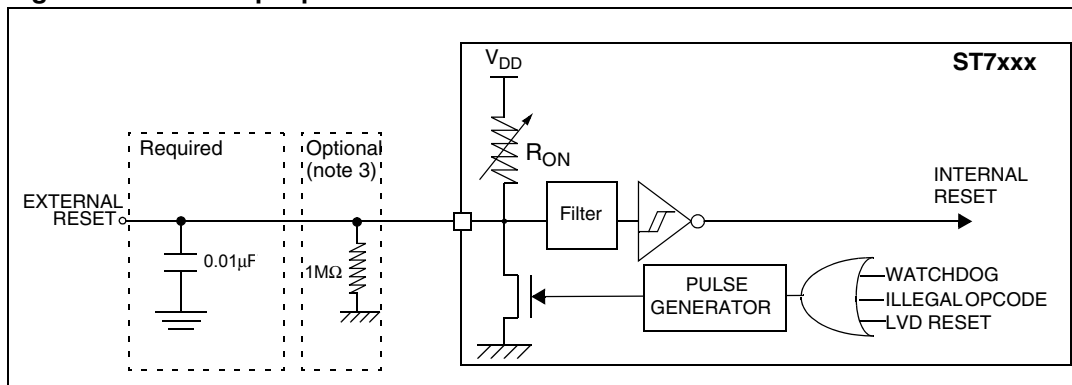 V_DD
ST7xxx
Required
Optional
(note 3)
R_ON
EXTERNAL
RESET
Filter
INTERNAL
RESET
0.01µF
1MΩ
PULSE
GENERATOR
WATCHDOG
ILLEGAL OPCODE
LVD RESET